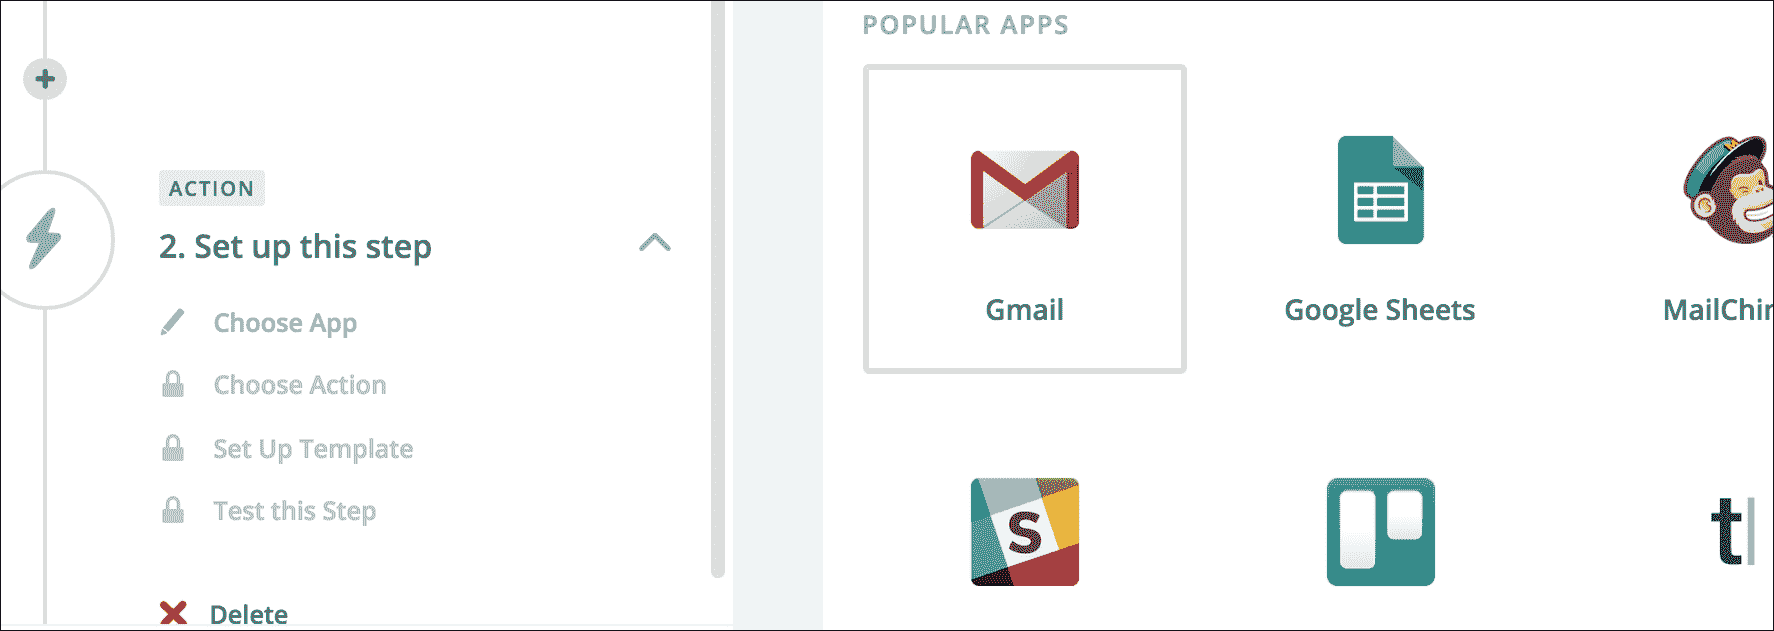 POPULAR APPS
ACTION
2. Set up this step
Choose App
Choose Action
Set Up Template
Test this Step
Delete
Gmail
Google Sheets
MailChi
S
t